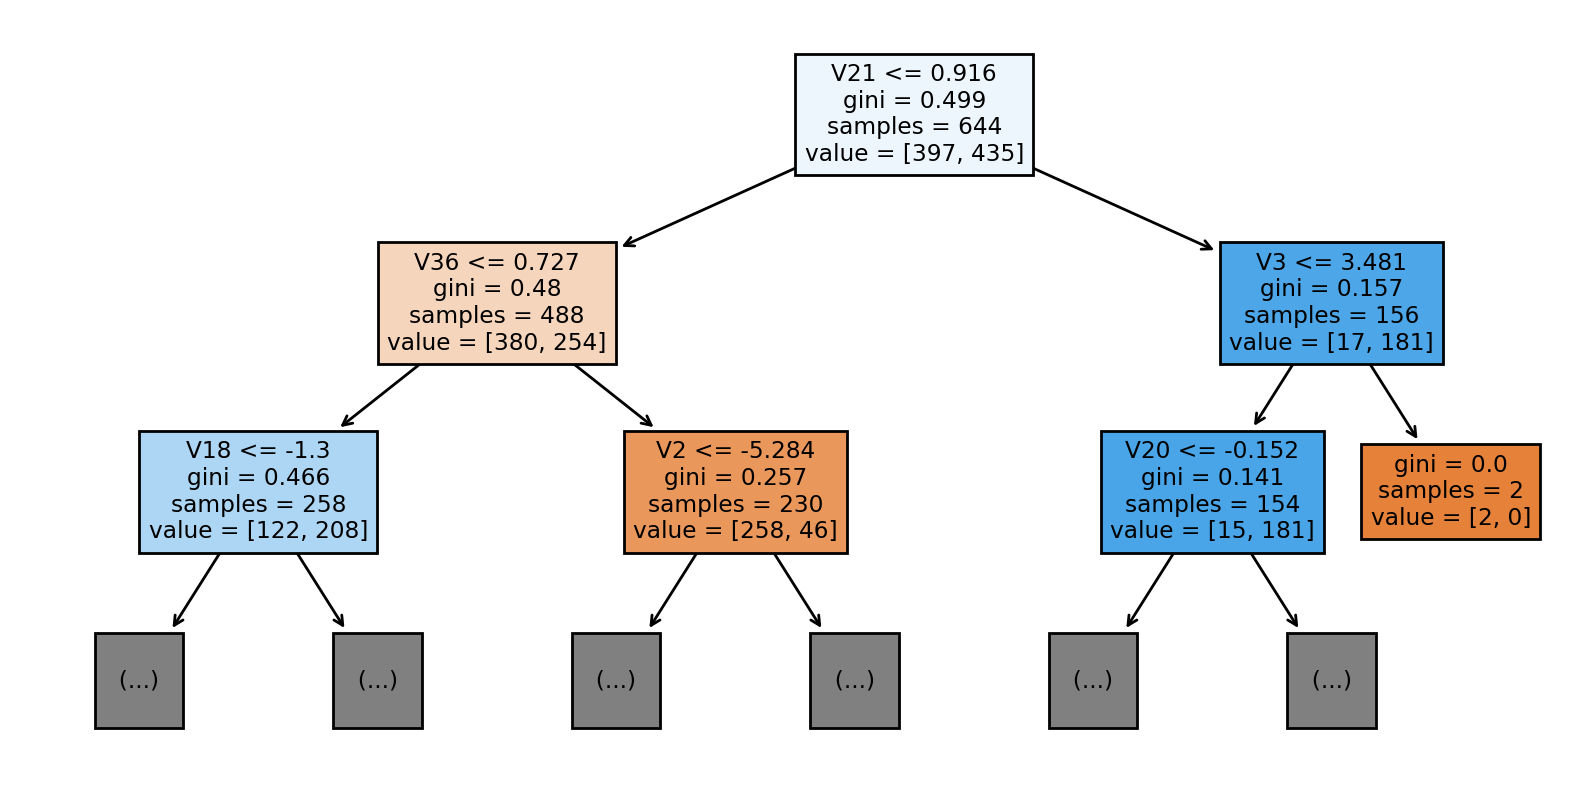 V21 <= 0.916
gini = 0.499
samples = 644
value = [397, 435]
V36 <= 0.727
gini = 0.48
samples = 488
value = [380, 254]
V3 <= 3.481
gini = 0.157
samples = 156
value = [17, 181]
V18 <= -1.3
gini = 0.466
samples = 258
value = [122, 208]
V2 <= -5.284
gini = 0.257
samples = 230
value = [258, 46]
V20 <= -0.152
gini = 0.141
samples = 154
value = [15, 181]
gini = 0.0
samples = 2
value = [2, 0]
(...)
(...)
(...)
(...)
(...)
(...)